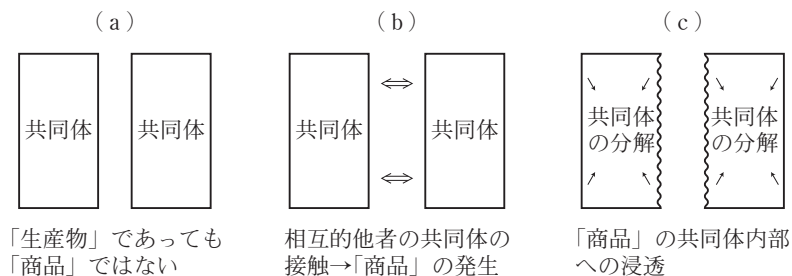 （a）
共同体
共同体
「生産物」であっても
「商品」ではない
（b）
共同体
共同体
相互的他者の共同体の
接触→「商品」の発生
（c）
共同体
の分解
共同体
の分解
「商品」の共同体内部
への浸透